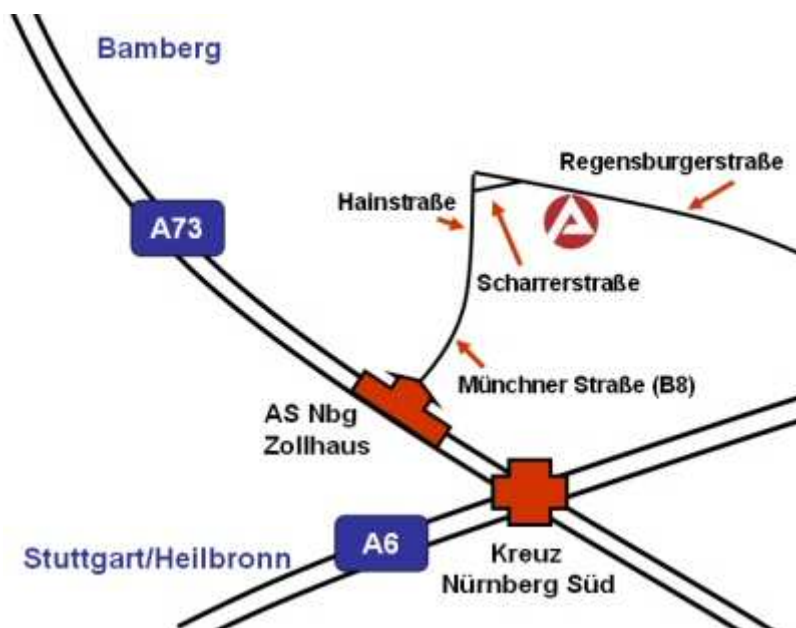 Bamberg
Regensburgerstraße
Hainstraße
A73
Scharrerstraße
Münchner Straße (B8)
AS Nbg
Zollhaus
A6
Stuttgart/Heilbronn
Kreuz
Nürnberg Süd